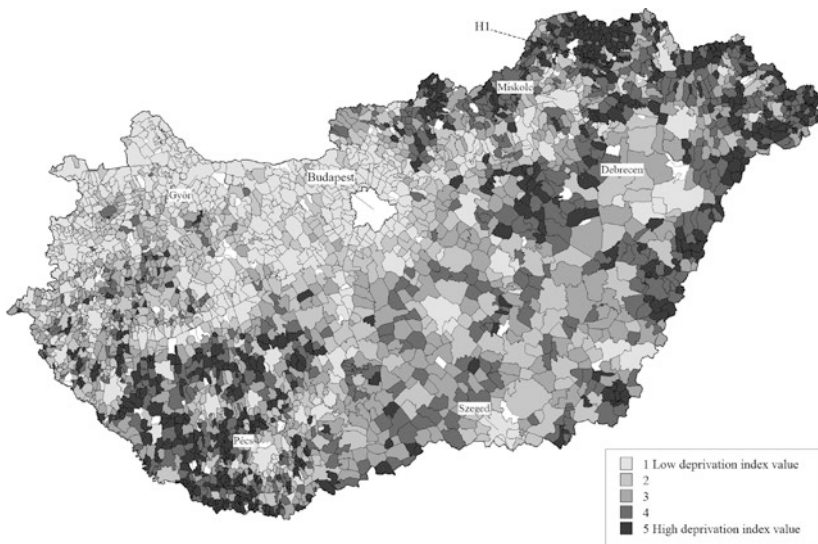 H1
Miskolc
Debrecen
Budapest
Győr
Szeged
Pécs
1 Low deprivation index value
2
3
4
5 High deprivation index value